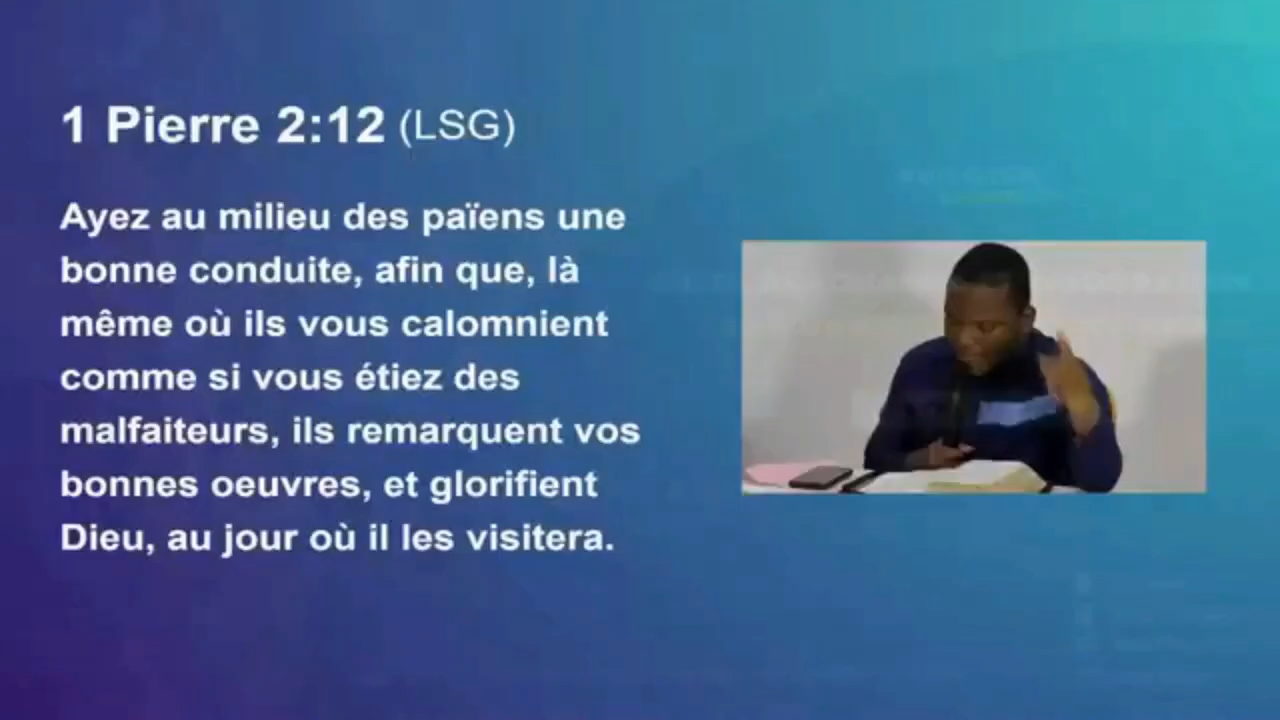 1 Pierre 2:12 (LSG)
Ayez au milieu des païens une
bonne conduite, afin que, là
même où ils vous calomnient
comme si vous étiez des
malfaiteurs, ils remarquent vos
bonnes oeuvres, et glorifient
Dieu, au jour où il les visitera.